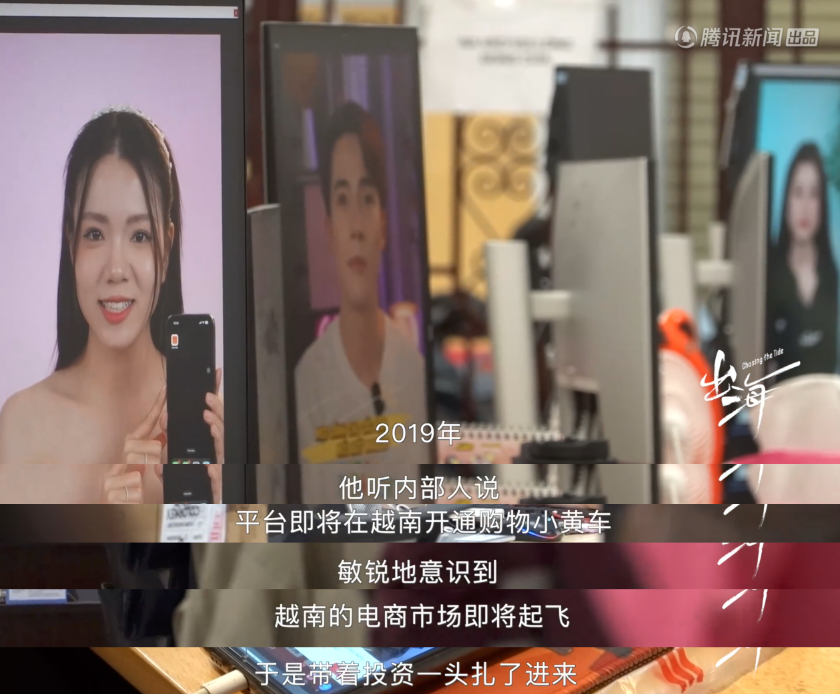 腾讯新闻 出品
出海
Chasing the Tide
2019年
他听内部人说
平台即将在越南开通购物小黄车
敏锐地意识到
越南的电商市场即将起飞
于是带着投资一头扎了进来